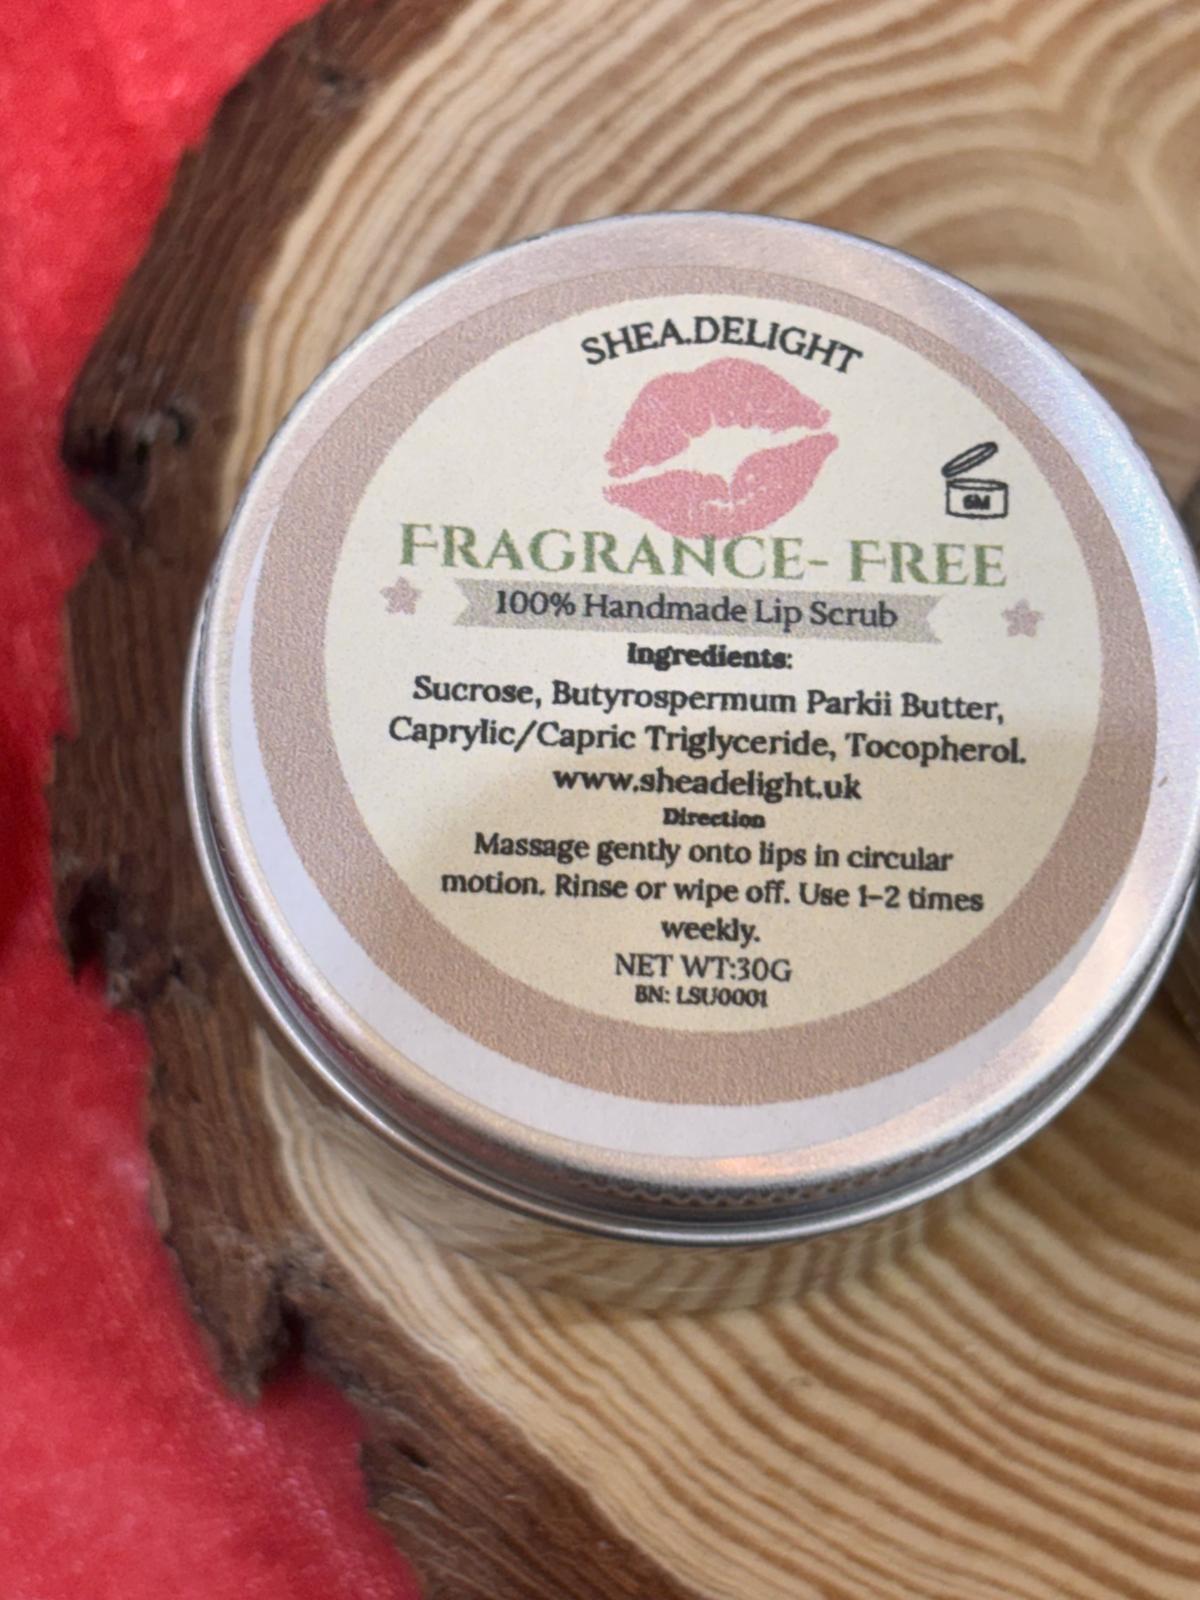 SHEA.DELIGHT
6M
FRAGRANCE- FREE
100% Handmade Lip Scrub
Ingredients:
Sucrose, Butyrospermum Parkii Butter,
Caprylic/Capric Triglyceride, Tocopherol.
www.sheadelight.uk
Direction
Massage gently onto lips in circular
motion. Rinse or wipe off. Use 1-2 times
weekly.
NET WT:30G
BN: LSU0001